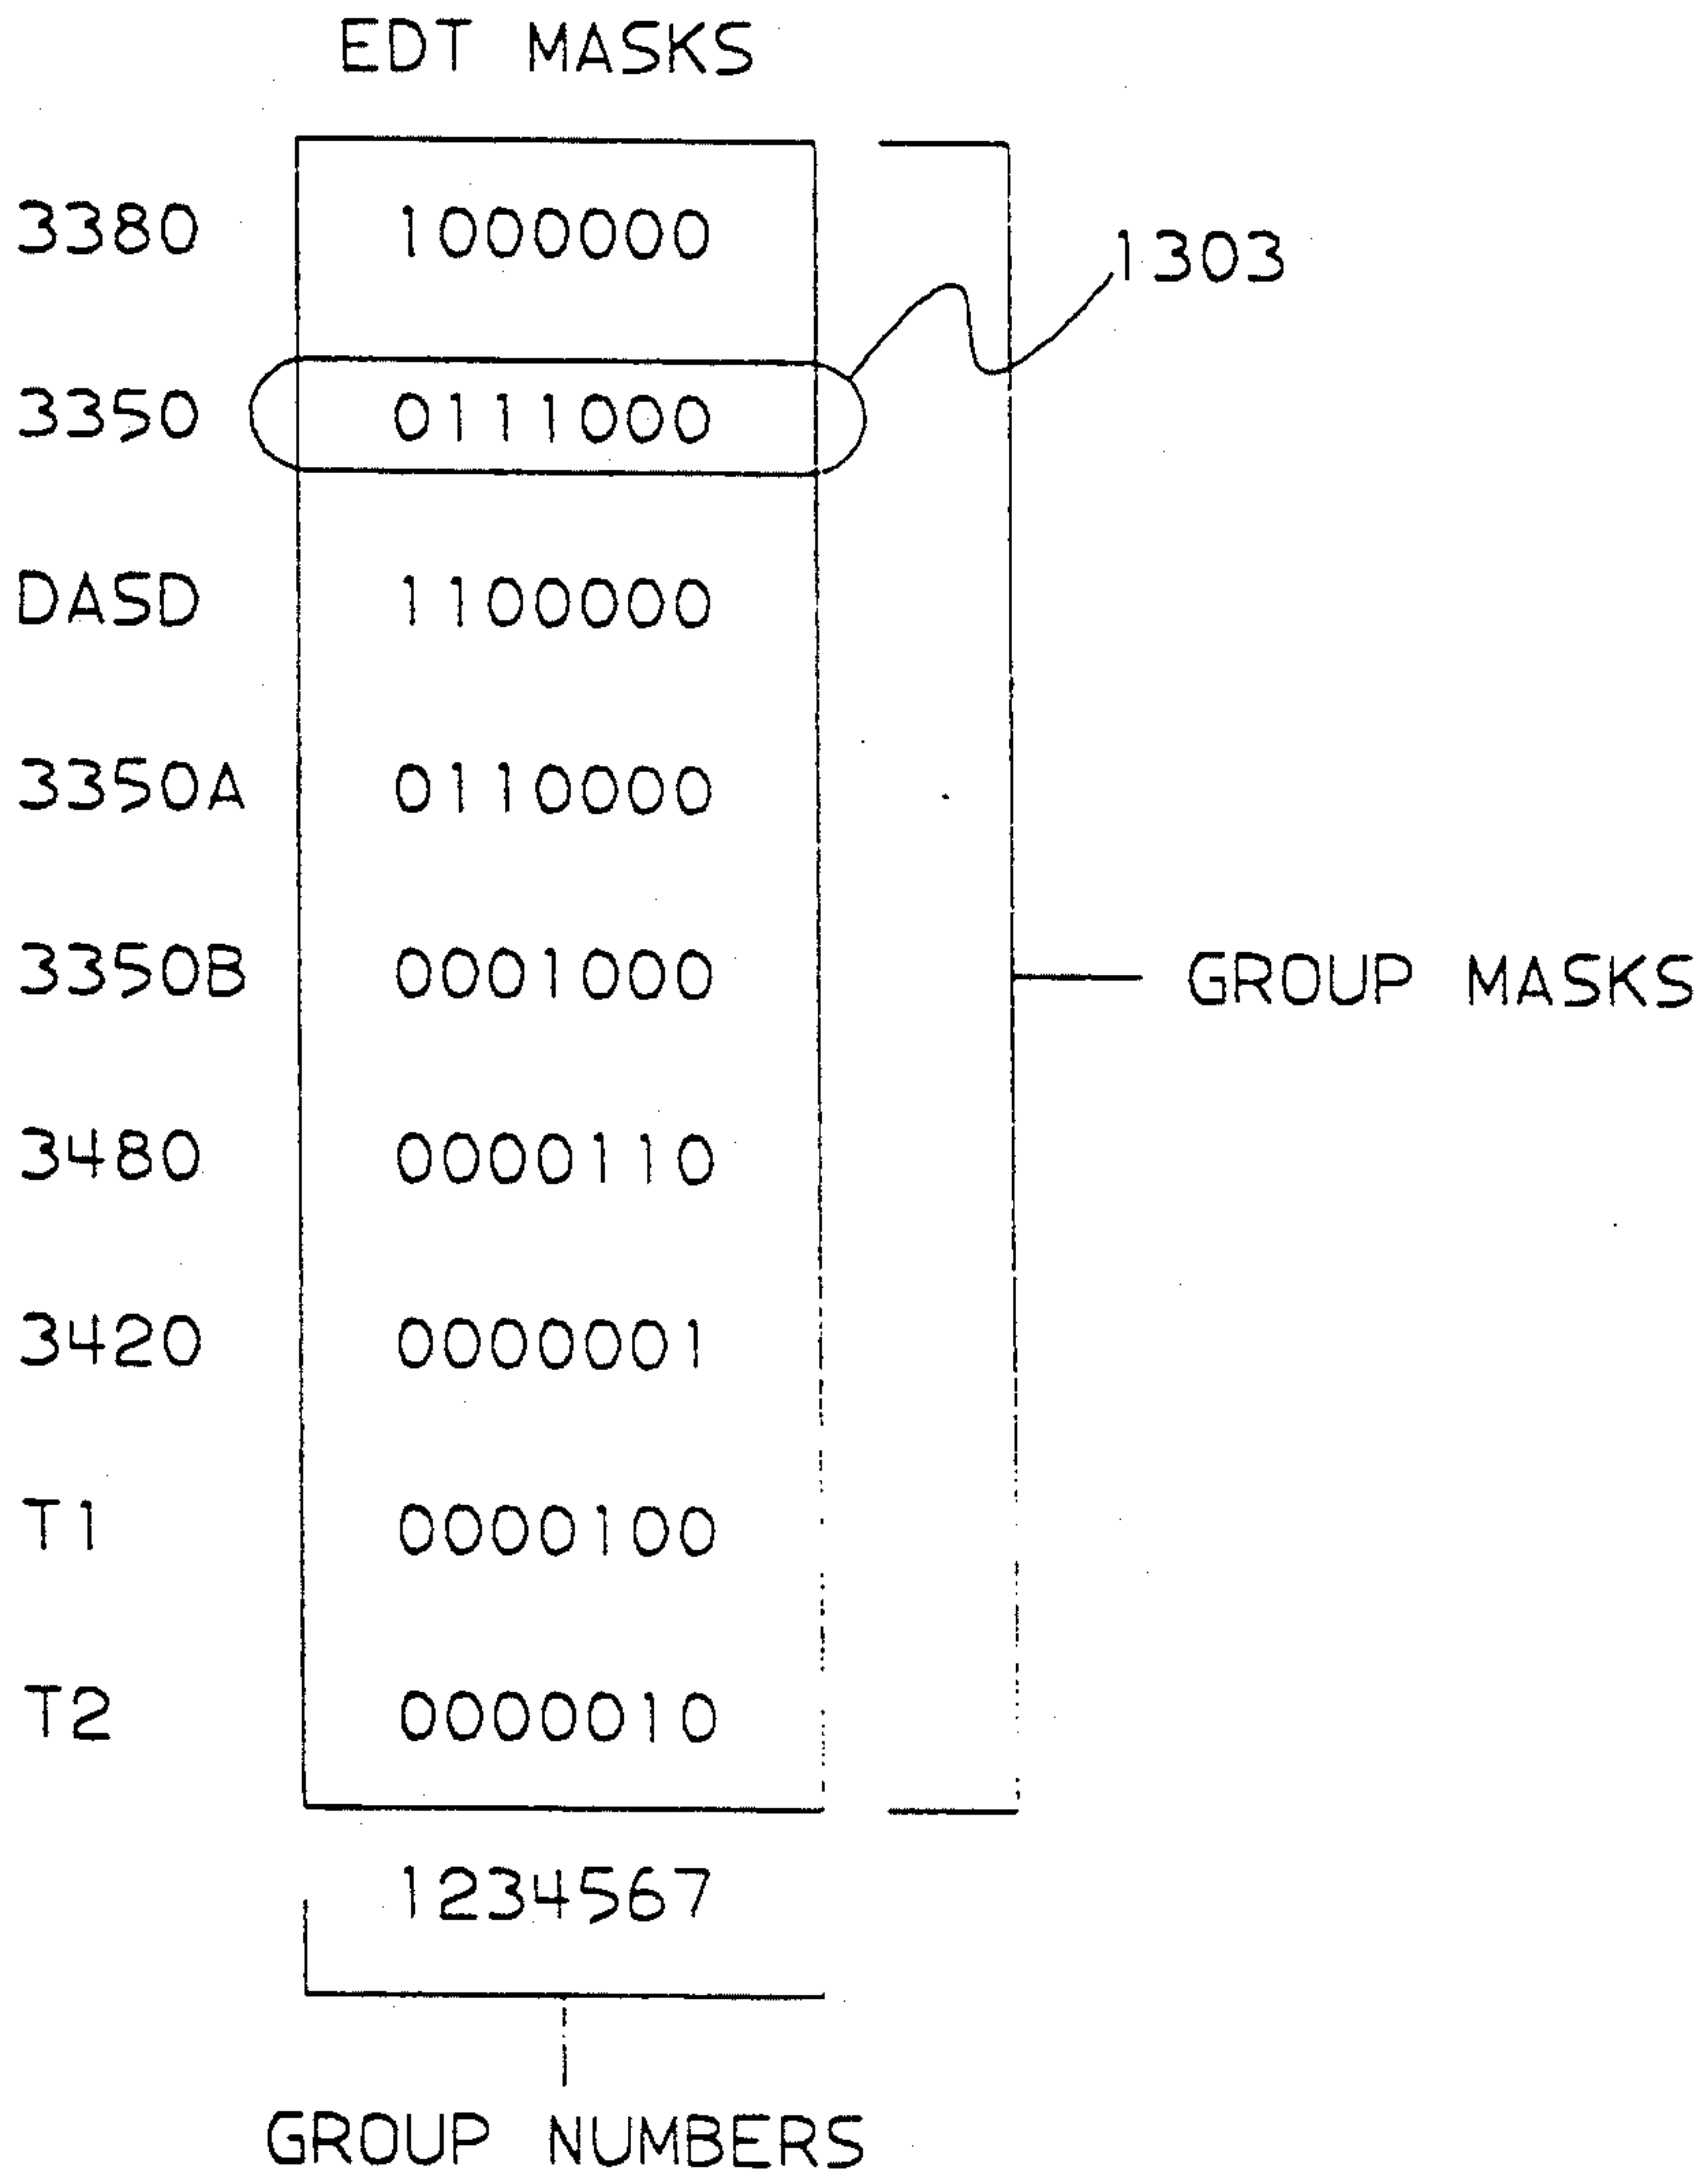 EDT MASKS
3380 1000000
1303
3350 0111000
DASD 1100000
3350A 0110000
3350B 0001000
GROUP MASKS
3480 0000110
3420 0000001
T1 0000100
T2 0000010
1234567
GROUP NUMBERS